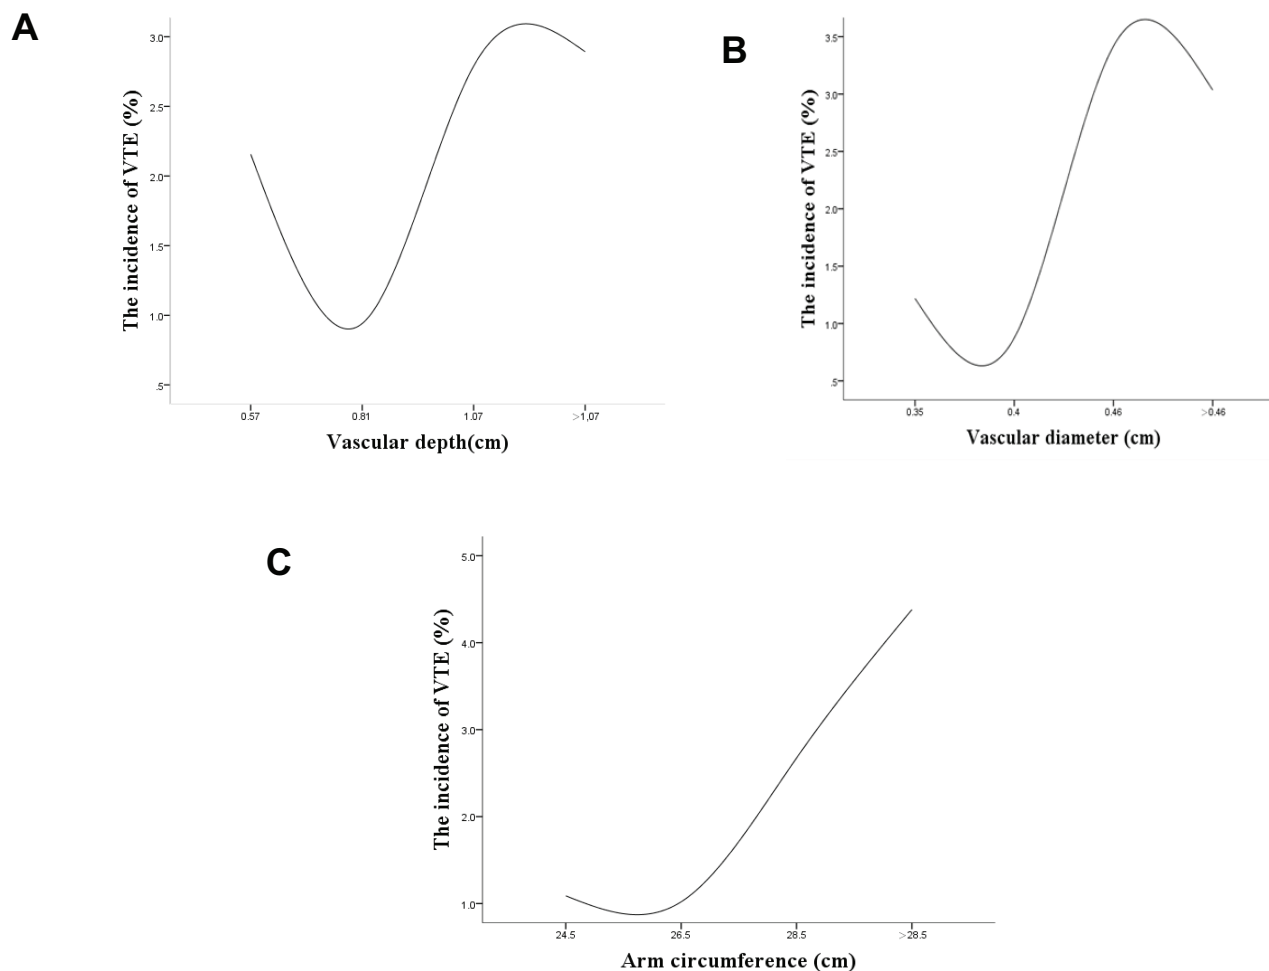 A
The incidence of VTE (%)
3.0
2.5
2.0
1.5
1.0
.5
0.57 0.81 1.07 >1,07
Vascular depth(cm)
B
The incidence of VTE (%)
3.5
3.0
2.5
2.0
1.5
1.0
.5
0.35 0.4 0.46 >0.46
Vascular diameter (cm)
C
The incidence of VTE (%)
5.0
4.0
3.0
2.0
1.0
24.5 26.5 28.5 >28.5
Arm circumference (cm)